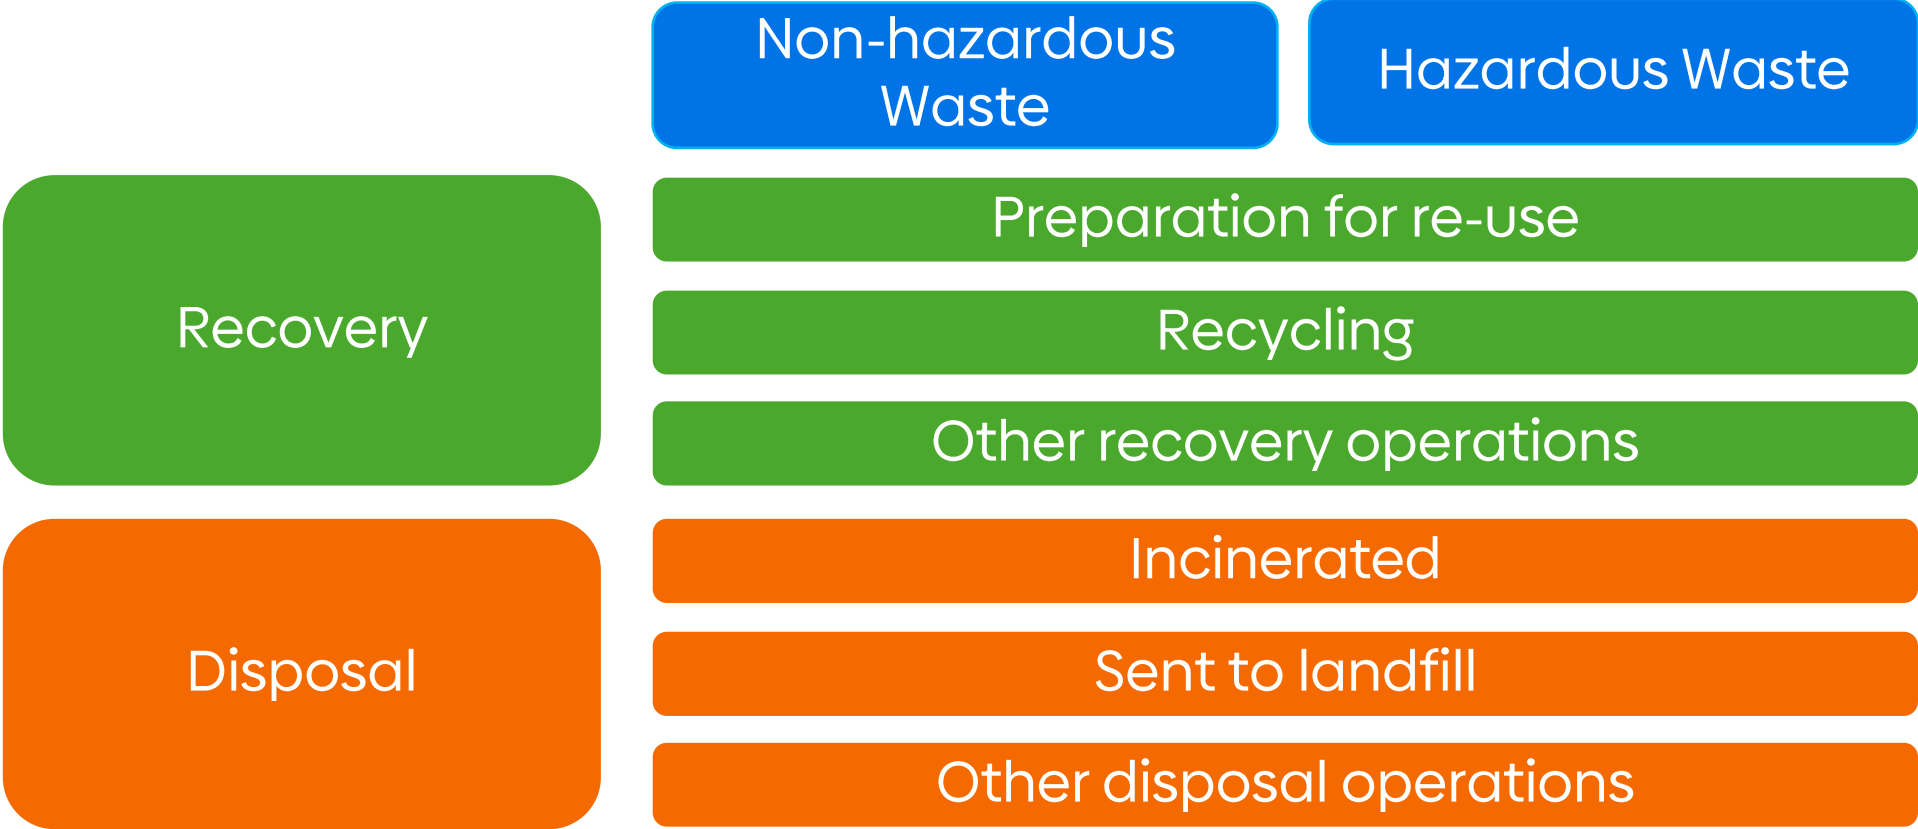 Non-hazardous
Waste
Hazardous Waste
Recovery
Preparation for re-use
Recycling
Other recovery operations
Disposal
Incinerated
Sent to landfill
Other disposal operations